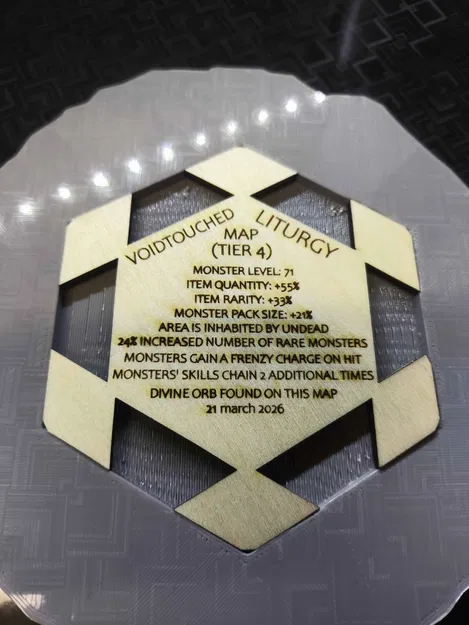 VOIDTOUCHED LITURGY
MAP
(TIER 4)
MONSTER LEVEL: 71
ITEM QUANTITY: +55%
ITEM RARITY: +33%
MONSTER PACK SIZE: +21%
AREA IS INHABITED BY UNDEAD
24% INCREASED NUMBER OF RARE MONSTERS
MONSTERS GAIN A FRENZY CHARGE ON HIT
MONSTERS' SKILLS CHAIN 2 ADDITIONAL TIMES
DIVINE ORB FOUND ON THIS MAP
21 march 2026